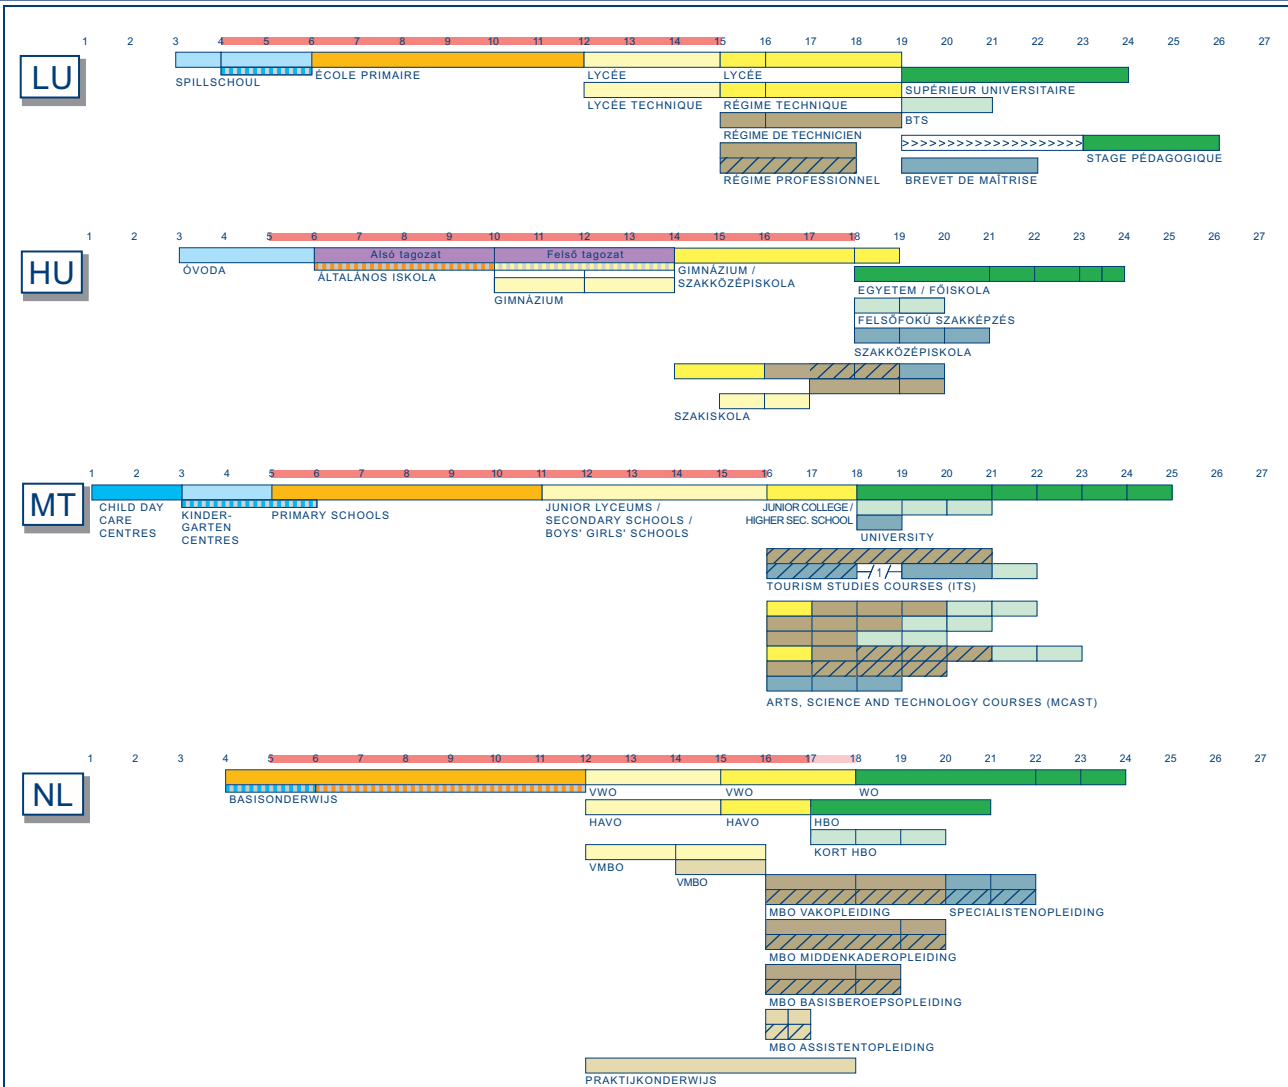 1 2 3 4 5 6 7 8 9 10 11 12 13 14 15 16 17 18 19 20 21 22 23 24 25 26 27
LU
SPILLSCHOUL ÉCOLE PRIMAIRE LYCÉE LYCÉE
SUPÉRIEUR UNIVERSITAIRE
LYCÉE TECHNIQUE RÉGIME TECHNIQUE
BTS
RÉGIME DE TECHNICIEN
>>>>>>>>>>>>>>>>>>>>
STAGE PÉDAGOGIQUE
RÉGIME PROFESSIONNEL BREVET DE MAÎTRISE
1 2 3 4 5 6 7 8 9 10 11 12 13 14 15 16 17 18 19 20 21 22 23 24 25 26 27
HU
Alsó tagozat Felső tagozat
ÓVODA ÁLTALÁNOS ISKOLA GIMNÁZIUM /
SZAKKÖZÉPISKOLA
EGYETEM / FŐISKOLA
GIMNÁZIUM
FELSŐFOKÚ SZAKKÉPZÉS
SZAKKÖZÉPISKOLA
SZAKISKOLA
1 2 3 4 5 6 7 8 9 10 11 12 13 14 15 16 17 18 19 20 21 22 23 24 25 26 27
MT
CHILD DAY
CARE
CENTRES
KINDER-
GARTEN
CENTRES
PRIMARY SCHOOLS
JUNIOR LYCEUMS /
SECONDARY SCHOOLS /
BOYS' GIRLS' SCHOOLS
JUNIOR COLLEGE /
HIGHER SEC. SCHOOL
UNIVERSITY
1
TOURISM STUDIES COURSES (ITS)
ARTS, SCIENCE AND TECHNOLOGY COURSES (MCAST)
1 2 3 4 5 6 7 8 9 10 11 12 13 14 15 16 17 18 19 20 21 22 23 24 25 26 27
NL
BASISONDERWIJS VWO VWO WO
HAVO HAVO HBO
KORT HBO
VMBO
VMBO
MBO VAKOPLEIDING SPECIALISTENOPLEIDING
MBO MIDDENKADEROPLEIDING
MBO BASISBEROEPSOPLEIDING
MBO ASSISTENTOPLEIDING
PRAKTIJKONDERWIJS